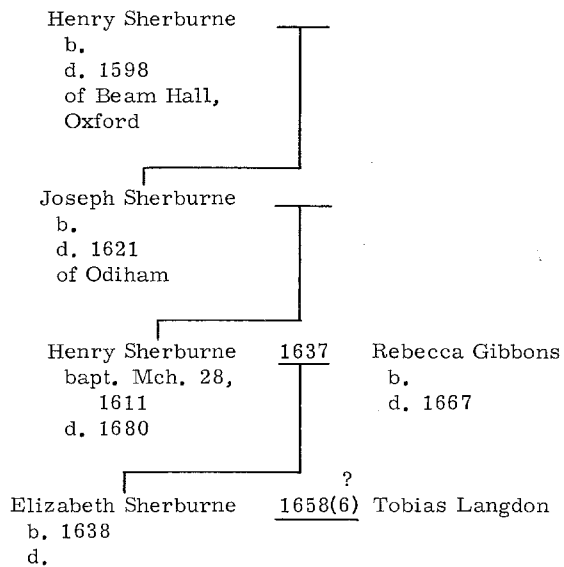 Henry Sherburne
b.
d. 1598
of Beam Hall,
Oxford
Joseph Sherburne
b.
d. 1621
of Odiham
Henry Sherburne 1637 Rebecca Gibbons
bapt. Mch. 28, b.
1611 d. 1667
d. 1680
?
Elizabeth Sherburne 1658(6) Tobias Langdon
b. 1638
d.